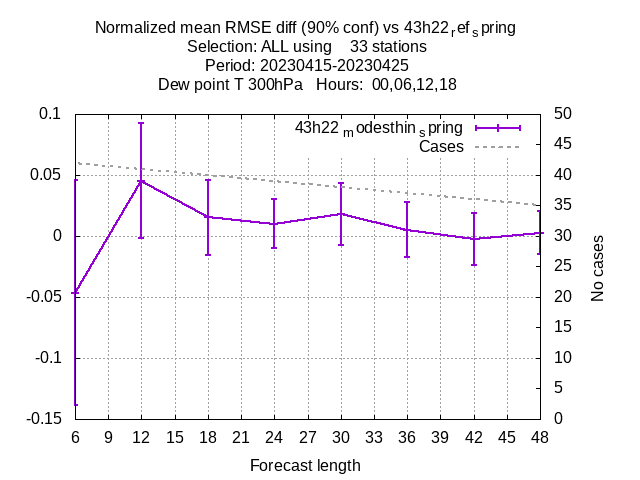 Normalized mean RMSE diff (90% conf) vs 43h22refspring
Selection: ALL using 33 stations
Period: 20230415-20230425
Dew point T 300hPa Hours: 00,06,12,18
43h22modesthinspring
Cases
0.1
0.05
0
-0.05
-0.1
-0.15
50
45
40
35
30
25
20
15
10
5
0
No cases
6 9 12 15 18 21 24 27 30 33 36 39 42 45 48
Forecast length